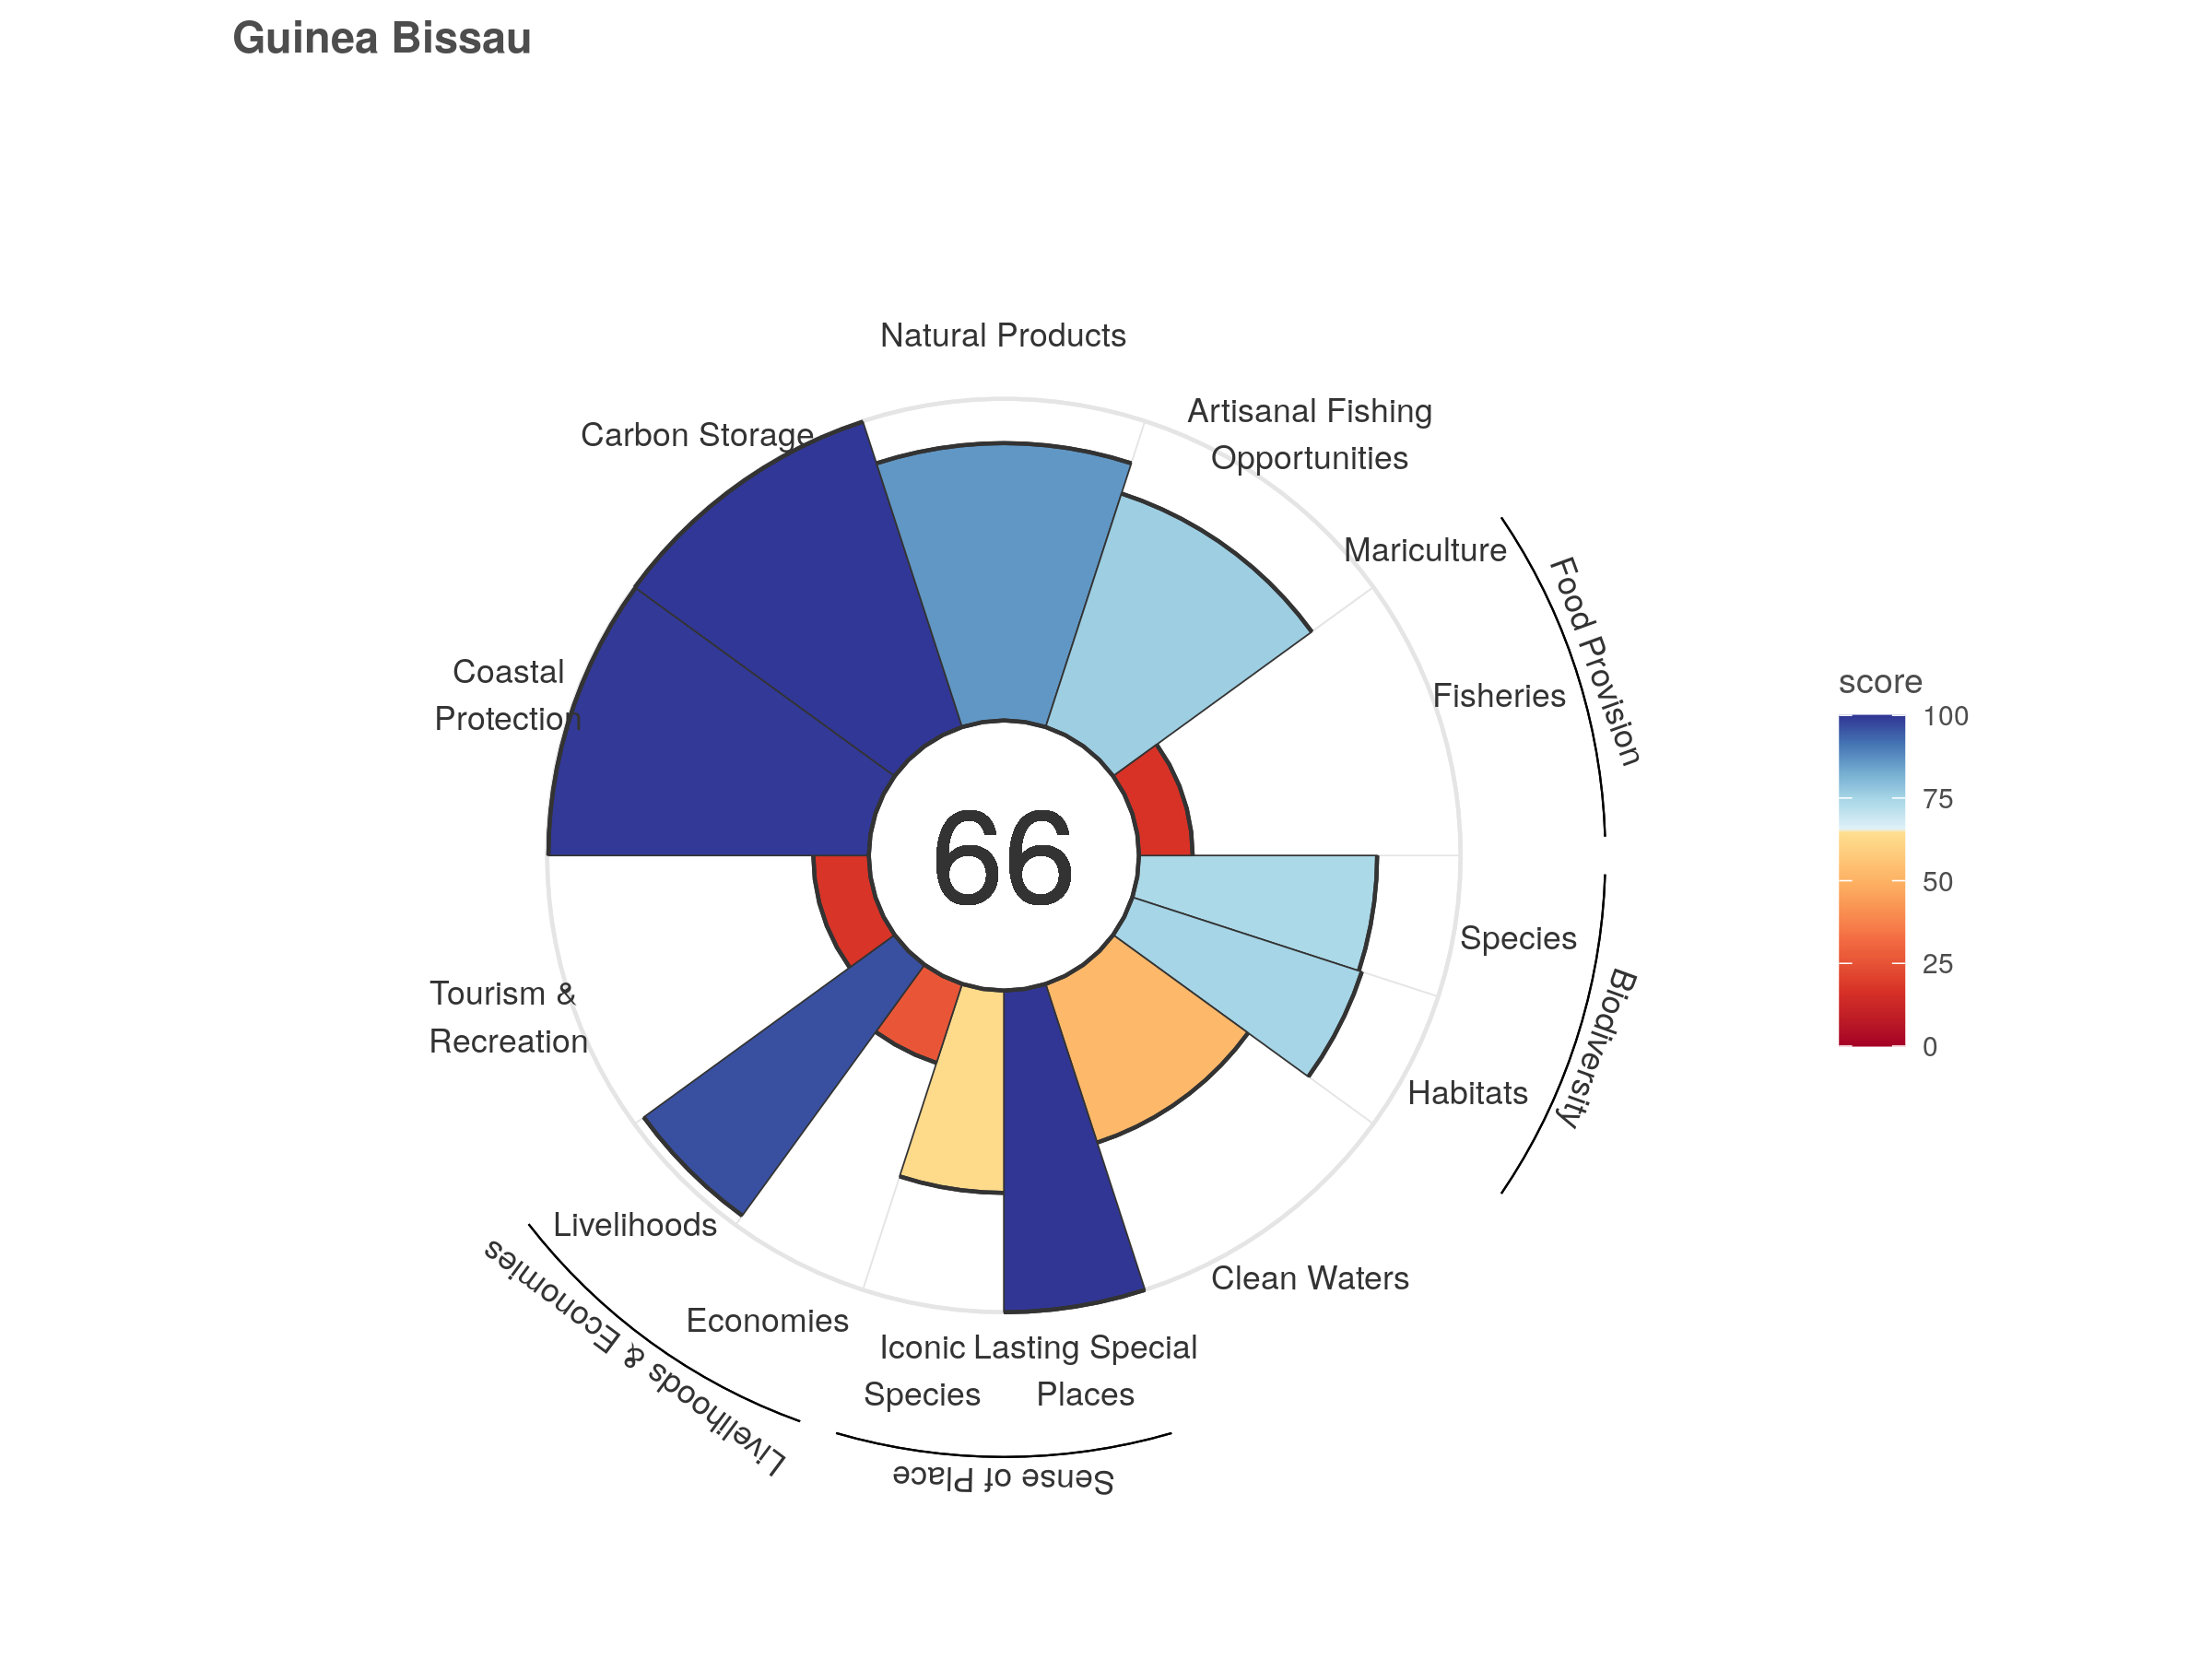 Guinea Bissau
Natural Products
Carbon Storage
Artisanal Fishing
Opportunities
Mariculture
Food Provision
Fisheries
Coastal
Protection
66
score
100
75
50
25
0
Species
Biodiversity
Tourism &
Recreation
Habitats
Livelihoods
Livelihoods & Economies
Clean Waters
Economies
Iconic
Species
Lasting Special
Places
Sense of Place